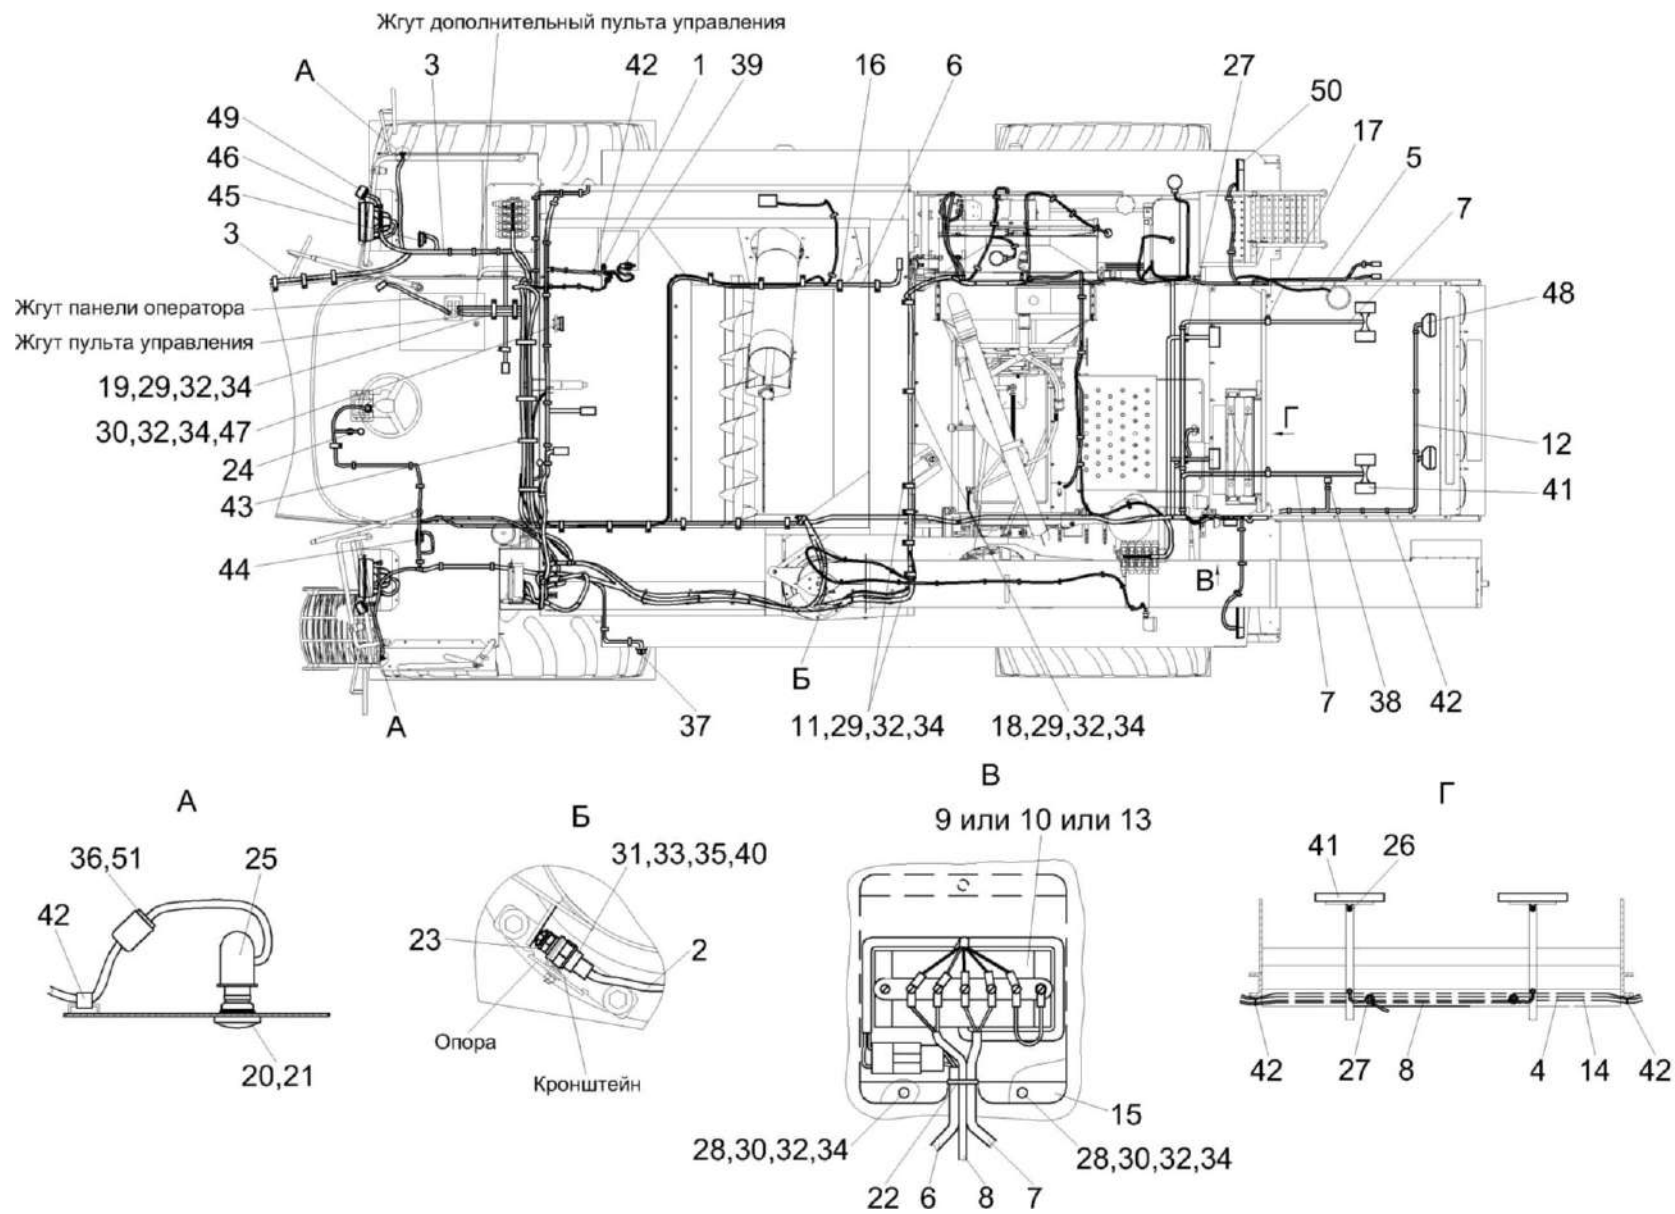 Жгут дополнительный пульта управления
А 3 42 1 39 16 6 27 50 17 5 7
49
46
45
3
Жгут панели оператора
Жгут пульта управления
19,29,32,34
30,32,34,47
24
43
44
А
37
Б
11,29,32,34
18,29,32,34
В
Г
48
12
41
7 38 42
А
36,51 25
42
20,21
Б
31,33,35,40
23
2
Опора
Кронштейн
В
9 или 10 или 13
15
28,30,32,34
28,30,32,34
22 6 8 7
Г
41 26
42 27 8 4 14 42